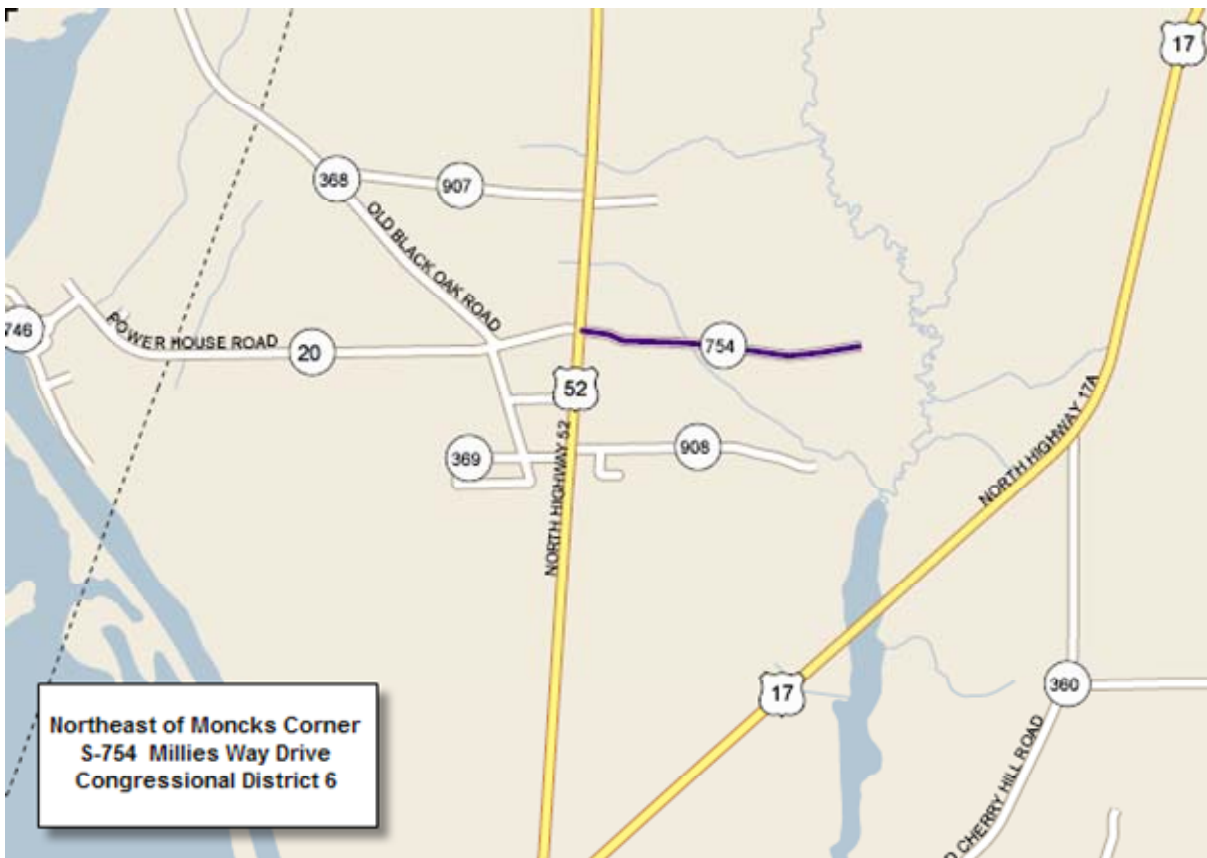 17
368
907
OLD BLACK OAK ROAD
746
POWER HOUSE ROAD
20
754
52
NORTH HIGHWAY 17A
369
908
NORTH HIGHWAY 52
17
360
Northeast of Moncks Corner
S-754 Millies Way Drive
Congressional District 6
D CHERRY HILL ROAD